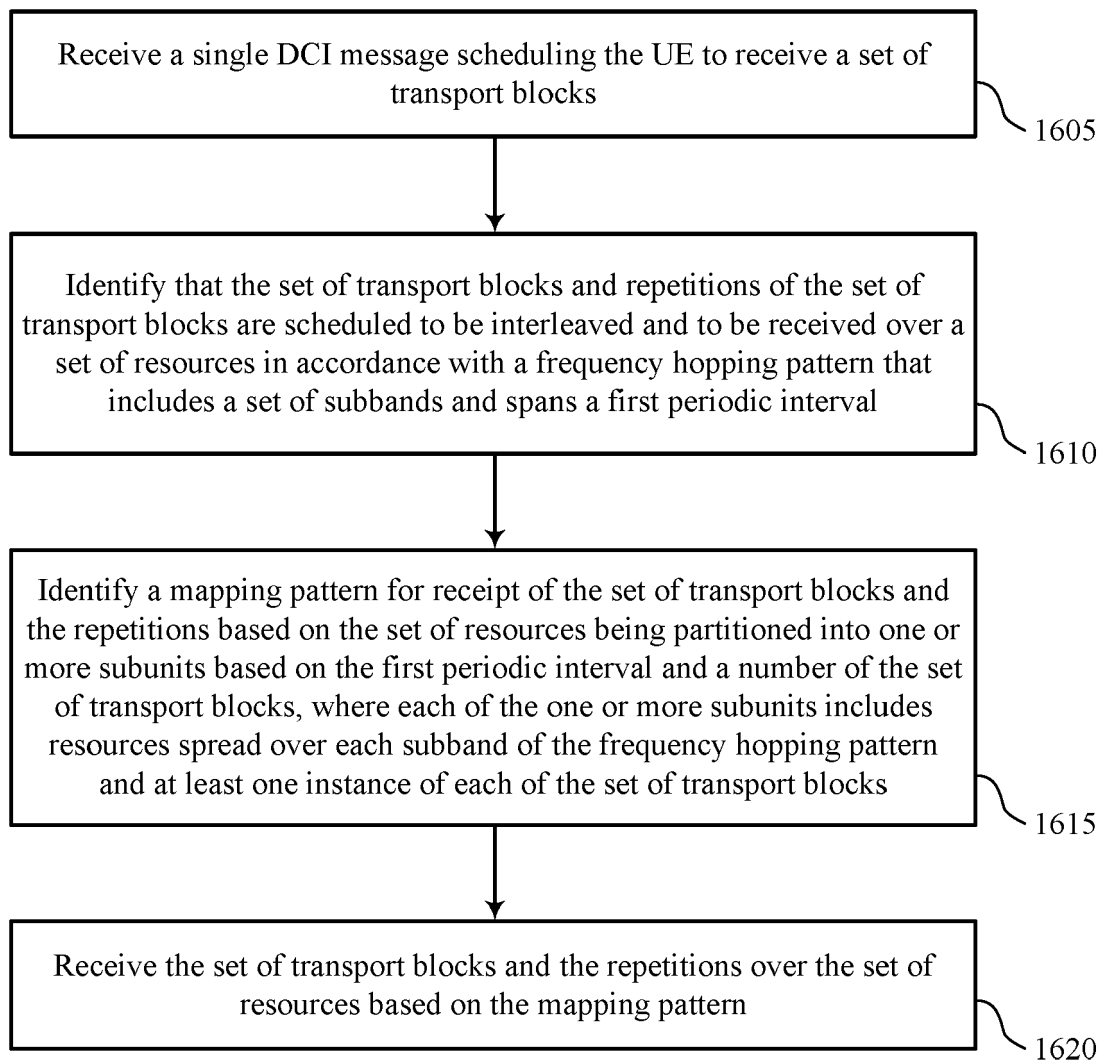 Receive a single DCI message scheduling the UE to receive a set of
transport blocks
1605
Identify that the set of transport blocks and repetitions of the set of
transport blocks are scheduled to be interleaved and to be received over a
set of resources in accordance with a frequency hopping pattern that
includes a set of subbands and spans a first periodic interval
1610
Identify a mapping pattern for receipt of the set of transport blocks and
the repetitions based on the set of resources being partitioned into one or
more subunits based on the first periodic interval and a number of the set
of transport blocks, where each of the one or more subunits includes
resources spread over each subband of the frequency hopping pattern
and at least one instance of each of the set of transport blocks
1615
Receive the set of transport blocks and the repetitions over the set of
resources based on the mapping pattern
1620